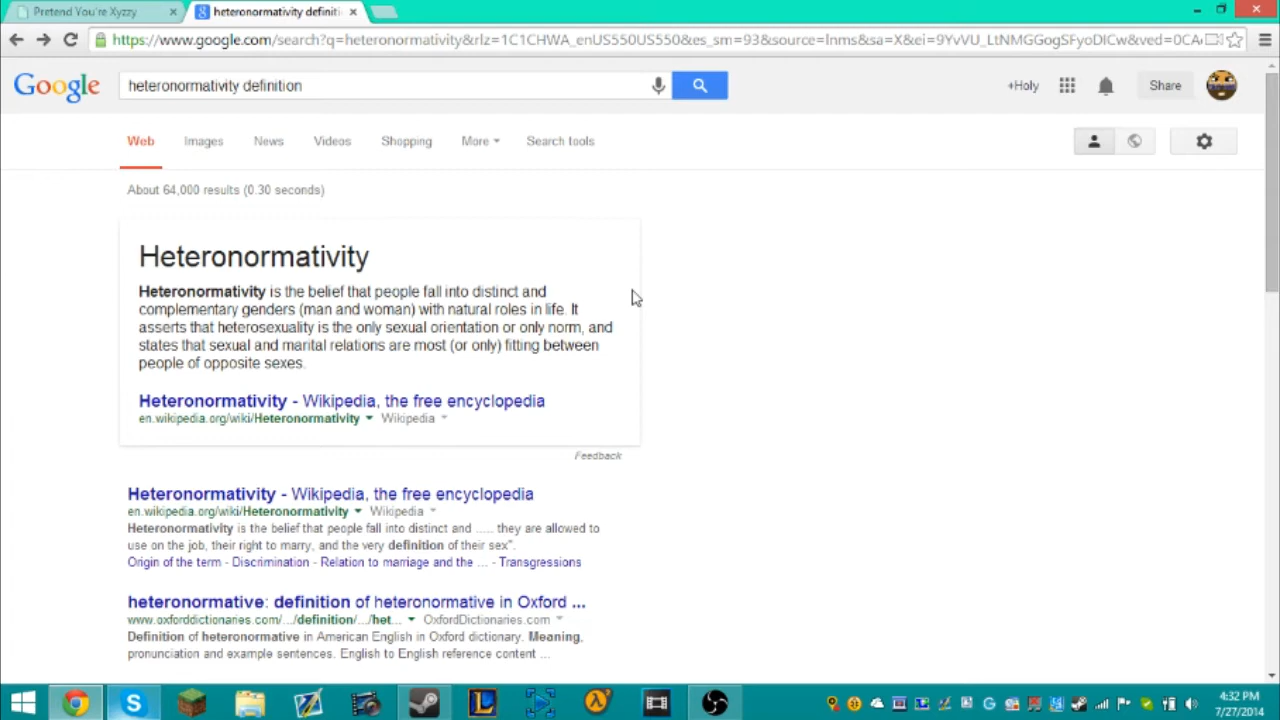 Pretend You're Xyzzy
heteronormativity definiti
https://www.google.com/search?q=heteronormativity&rlz=1C1CHWA_enUS550US550&es_sm=93&source=lnms&sa=X&ei=9YvVU_LtNMGGogSFyoDICw&ved=0CA
Google
heteronormativity definition
+Holy
Share
Web Images News Videos Shopping More Search tools
About 64,000 results (0.30 seconds)
Heteronormativity
Heteronormativity is the belief that people fall into distinct and
complementary genders (man and woman) with natural roles in life. It
asserts that heterosexuality is the only sexual orientation or only norm, and
states that sexual and marital relations are most (or only) fitting between
people of opposite sexes.
Heteronormativity - Wikipedia, the free encyclopedia
en.wikipedia.org/wiki/Heteronormativity Wikipedia
Feedback
Heteronormativity - Wikipedia, the free encyclopedia
en.wikipedia.org/wiki/Heteronormativity Wikipedia
Heteronormativity is the belief that people fall into distinct and ..... they are allowed to
use on the job, their right to marry, and the very definition of their sex".
Origin of the term - Discrimination - Relation to marriage and the ... - Transgressions
heteronormative: definition of heteronormative in Oxford ...
www.oxforddictionaries.com/.../definition/.../het... OxfordDictionaries.com
Definition of heteronormative in American English in Oxford dictionary. Meaning,
pronunciation and example sentences. English to English reference content ...
4:32 PM
7/27/2014